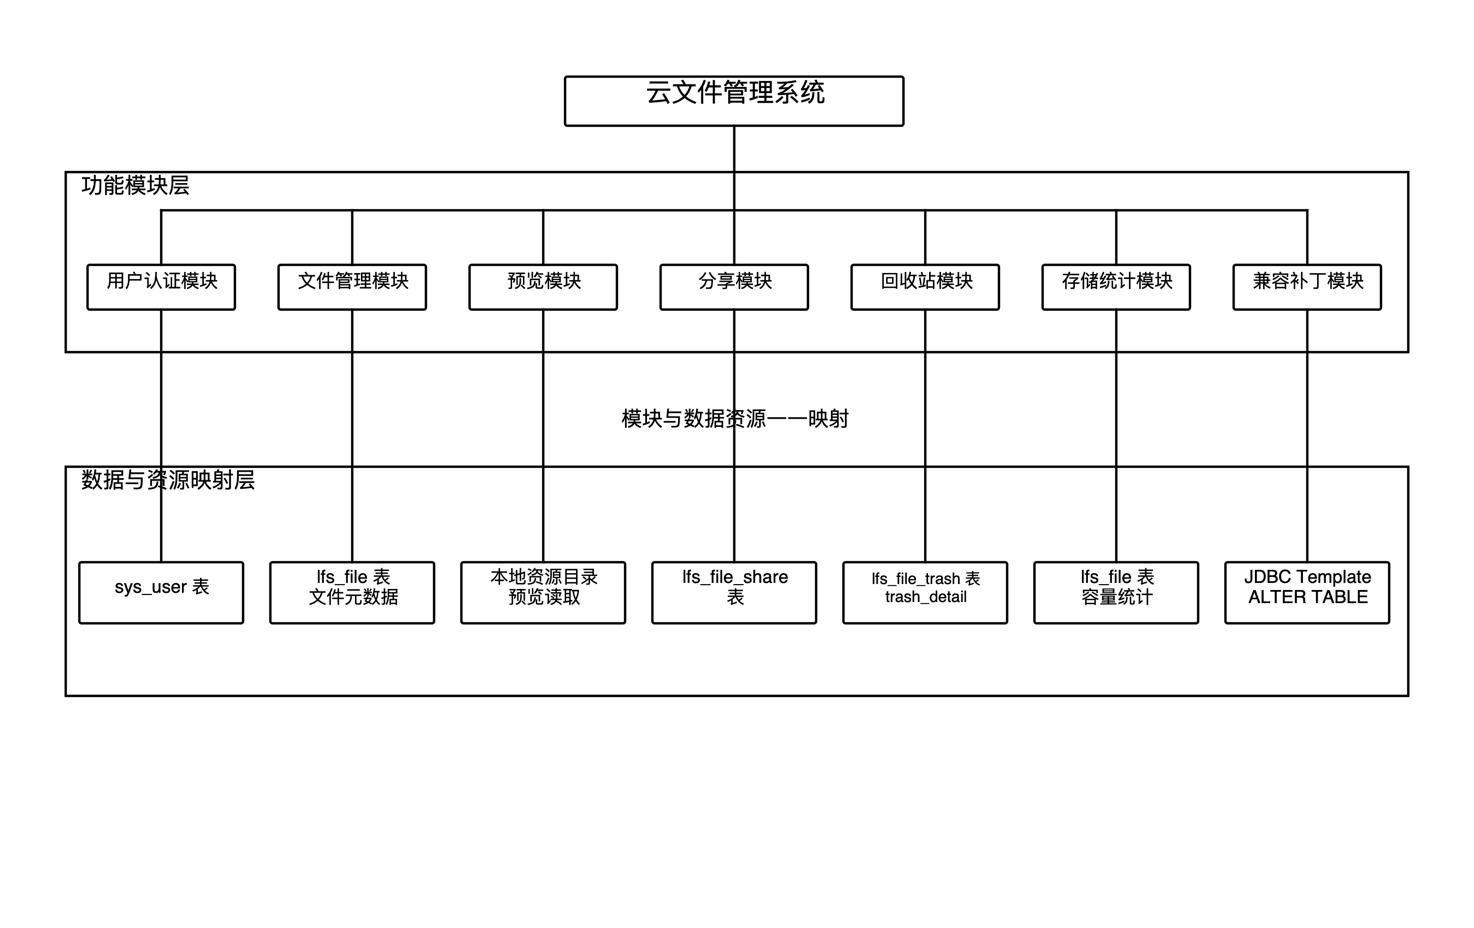 云文件管理系统
功能模块层
用户认证模块
文件管理模块
预览模块
分享模块
回收站模块
存储统计模块
兼容补丁模块
模块与数据资源一一映射
数据与资源映射层
sys_user 表
lfs_file 表
文件元数据
本地资源目录
预览读取
lfs_file_share
表
lfs_file_trash 表
trash_detail
lfs_file 表
容量统计
JDBC Template
ALTER TABLE